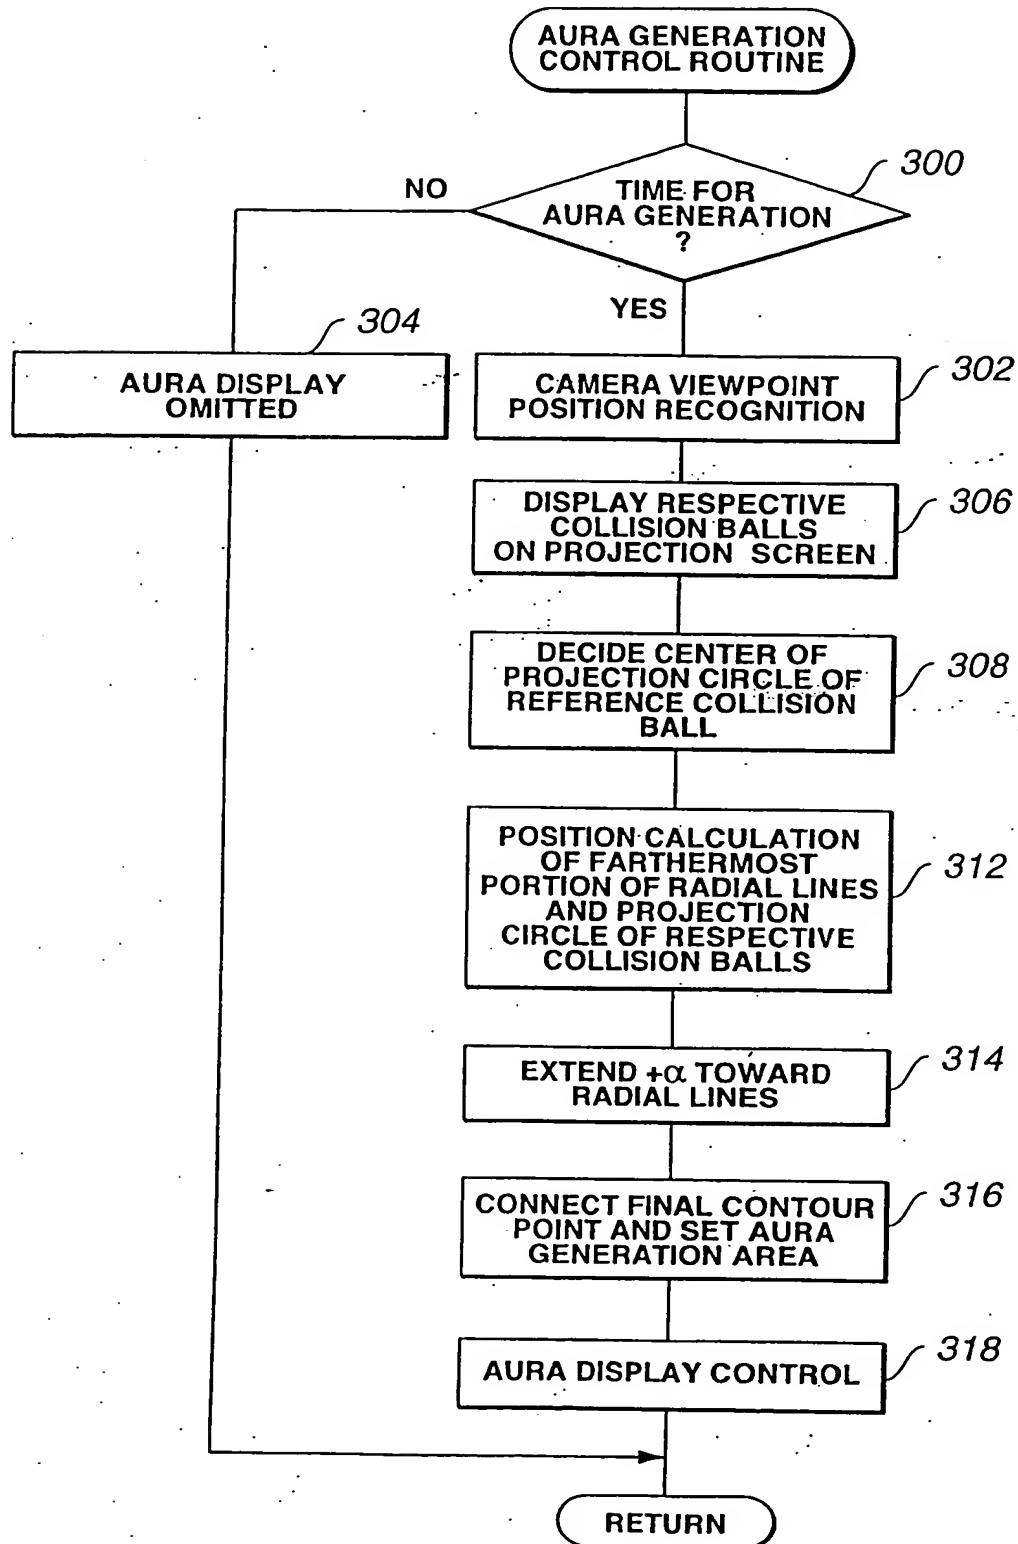 AURA GENERATION
CONTROL ROUTINE
300
NO
TIME FOR
AURA GENERATION
?
YES
304
AURA DISPLAY
OMITTED
302
CAMERA VIEWPOINT
POSITION RECOGNITION
306
DISPLAY RESPECTIVE
COLLISION BALLS
ON PROJECTION SCREEN
308
DECIDE CENTER OF
PROJECTION CIRCLE OF
REFERENCE COLLISION
BALL
312
POSITION CALCULATION
OF FARTHERMOST
PORTION OF RADIAL LINES
AND PROJECTION
CIRCLE OF RESPECTIVE
COLLISION BALLS
314
EXTEND +α TOWARD
RADIAL LINES
316
CONNECT FINAL CONTOUR
POINT AND SET AURA
GENERATION AREA
318
AURA DISPLAY CONTROL
RETURN